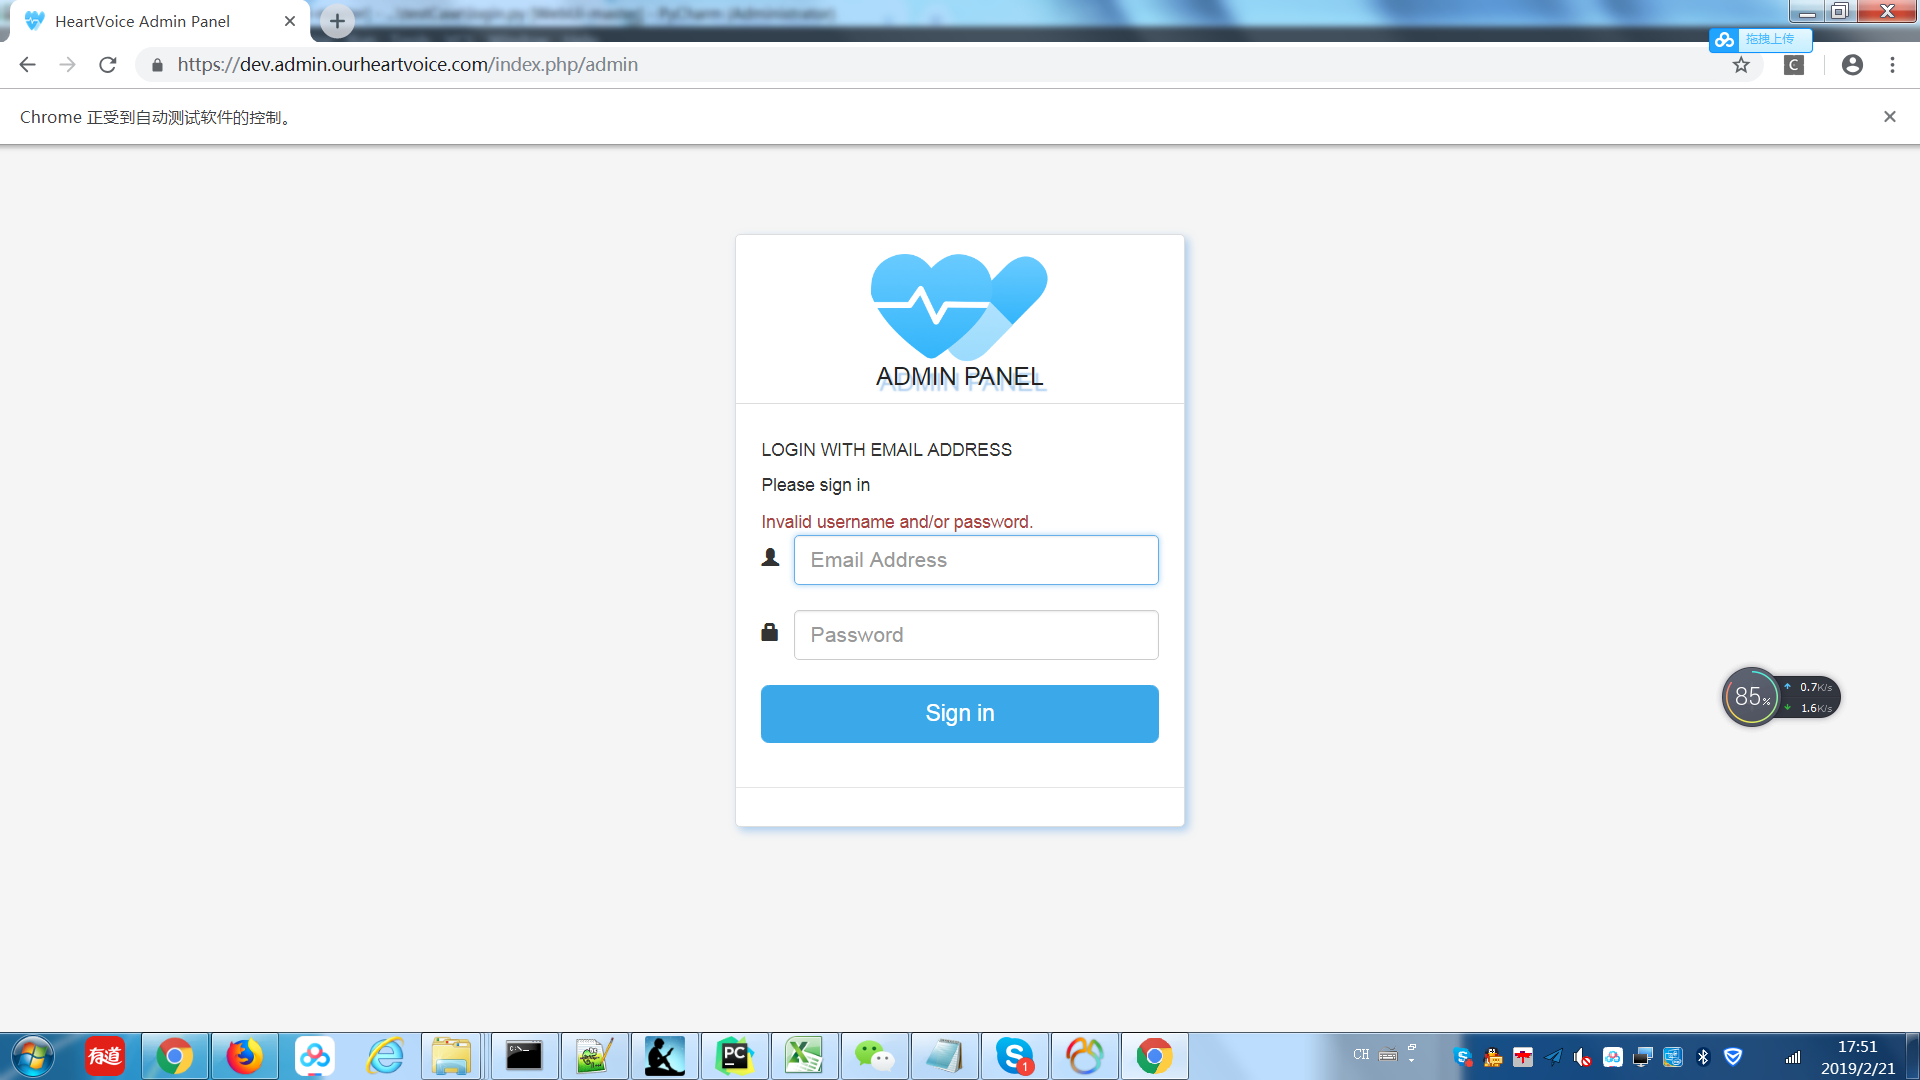 HeartVoice Admin Panel
拖拽上传
https://dev.admin.ourheartvoice.com/index.php/admin
C
Chrome 正受到自动测试软件的控制。
ADMIN PANEL
LOGIN WITH EMAIL ADDRESS
Please sign in
Invalid username and/or password.
Email Address
Password
Sign in
85%
0.7K/s
1.6K/s
有道
PC
1
CH
17:51
2019/2/21